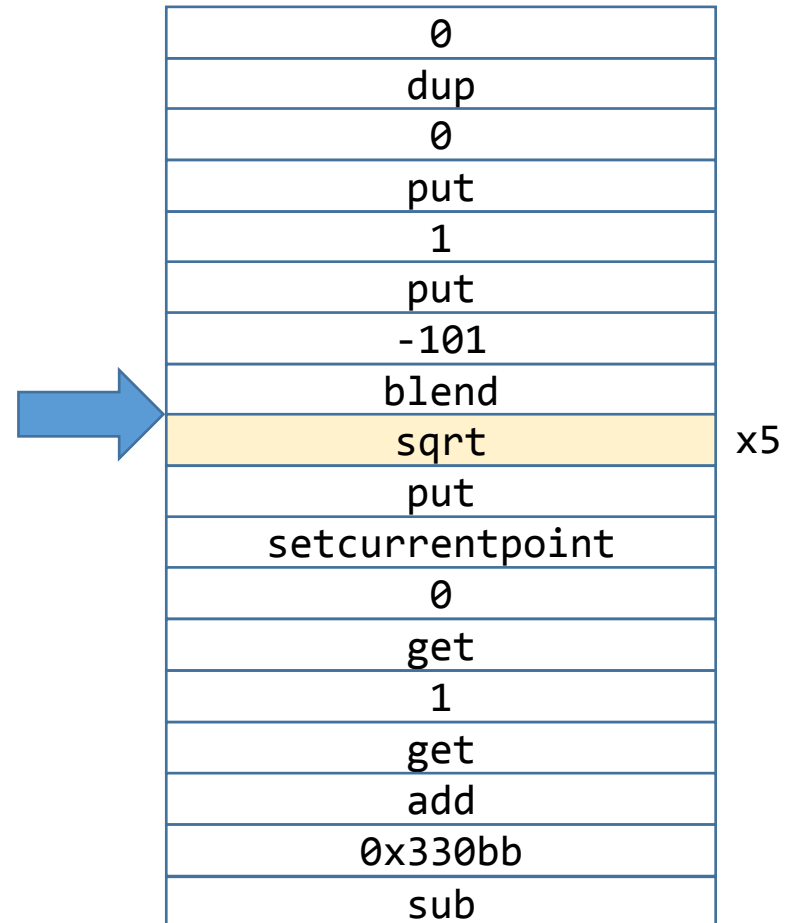 0
dup
0
put
1
put
-101
blend
sqrt x5
put
setcurrentpoint
0
get
1
get
add
0x330bb
sub